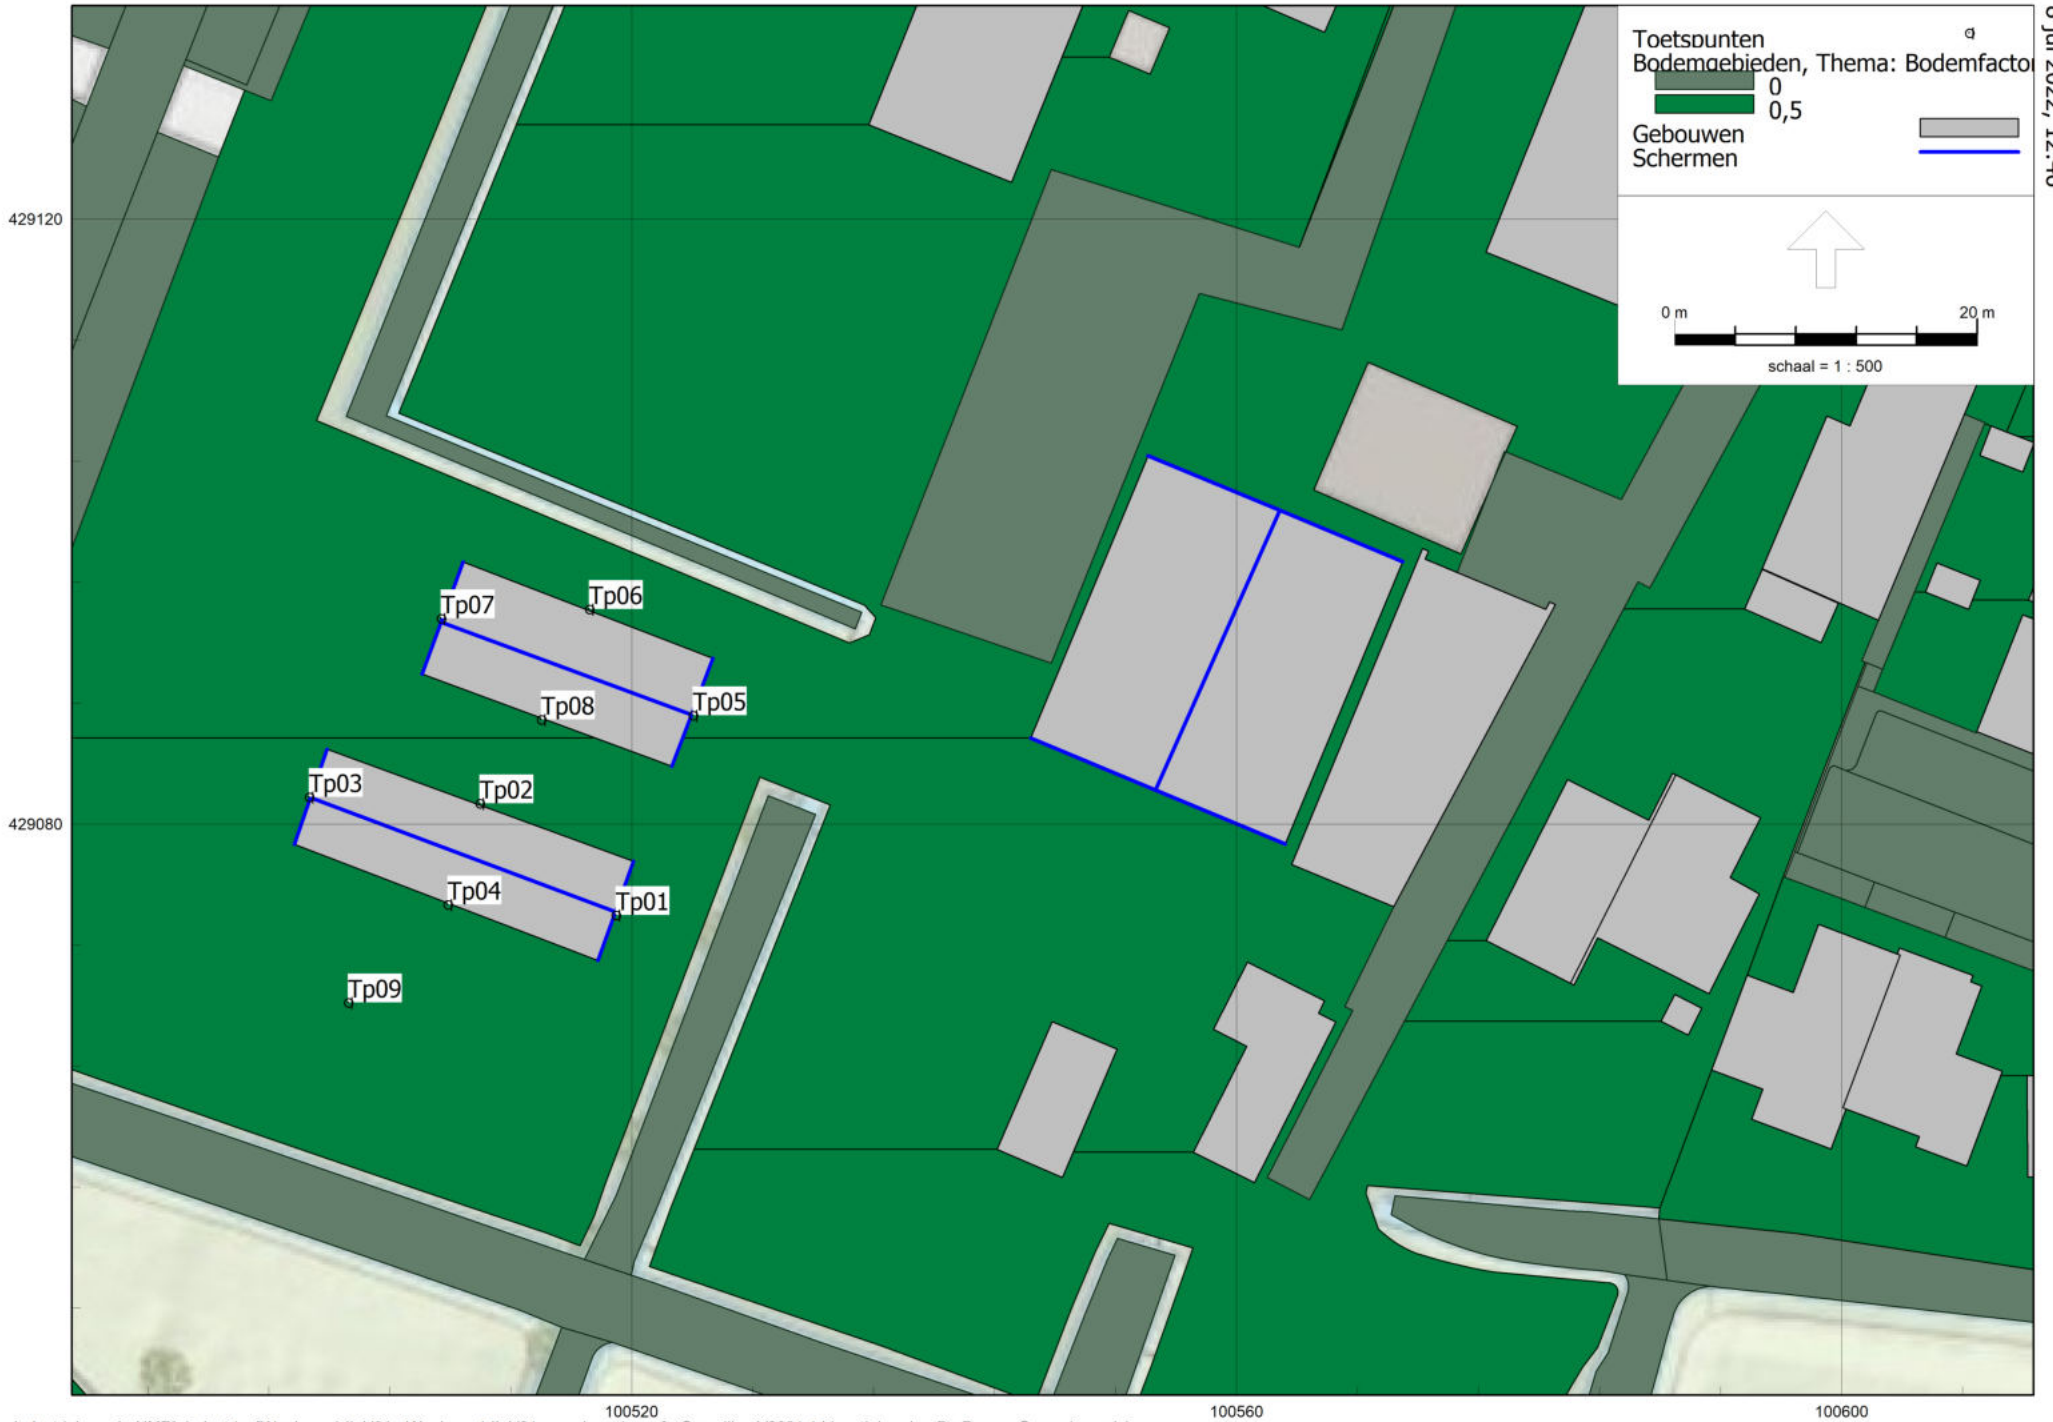 Toetspunten
Bodemgebieden, Thema: Bodemfacto
0
0,5
Gebouwen
Schermen
0 m 20 m
schaal = 1 : 500
429120
Tp06
Tp07
Tp08
Tp05
Tp03
Tp02
429080
Tp04
Tp01
Tp09
100520 100560 100600